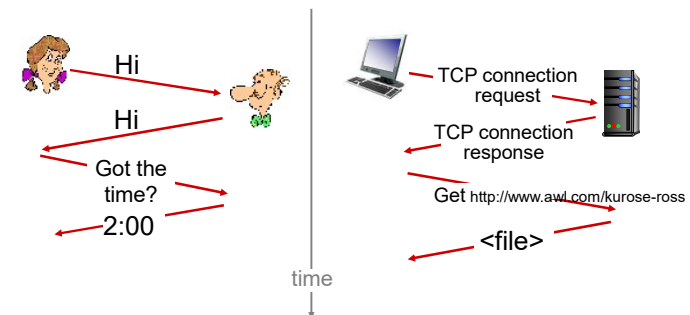 Hi
Hi
Got the
time?
2:00
TCP connection
request
TCP connection
response
Get http://www.awl.com/kurose-ross
<file>
time